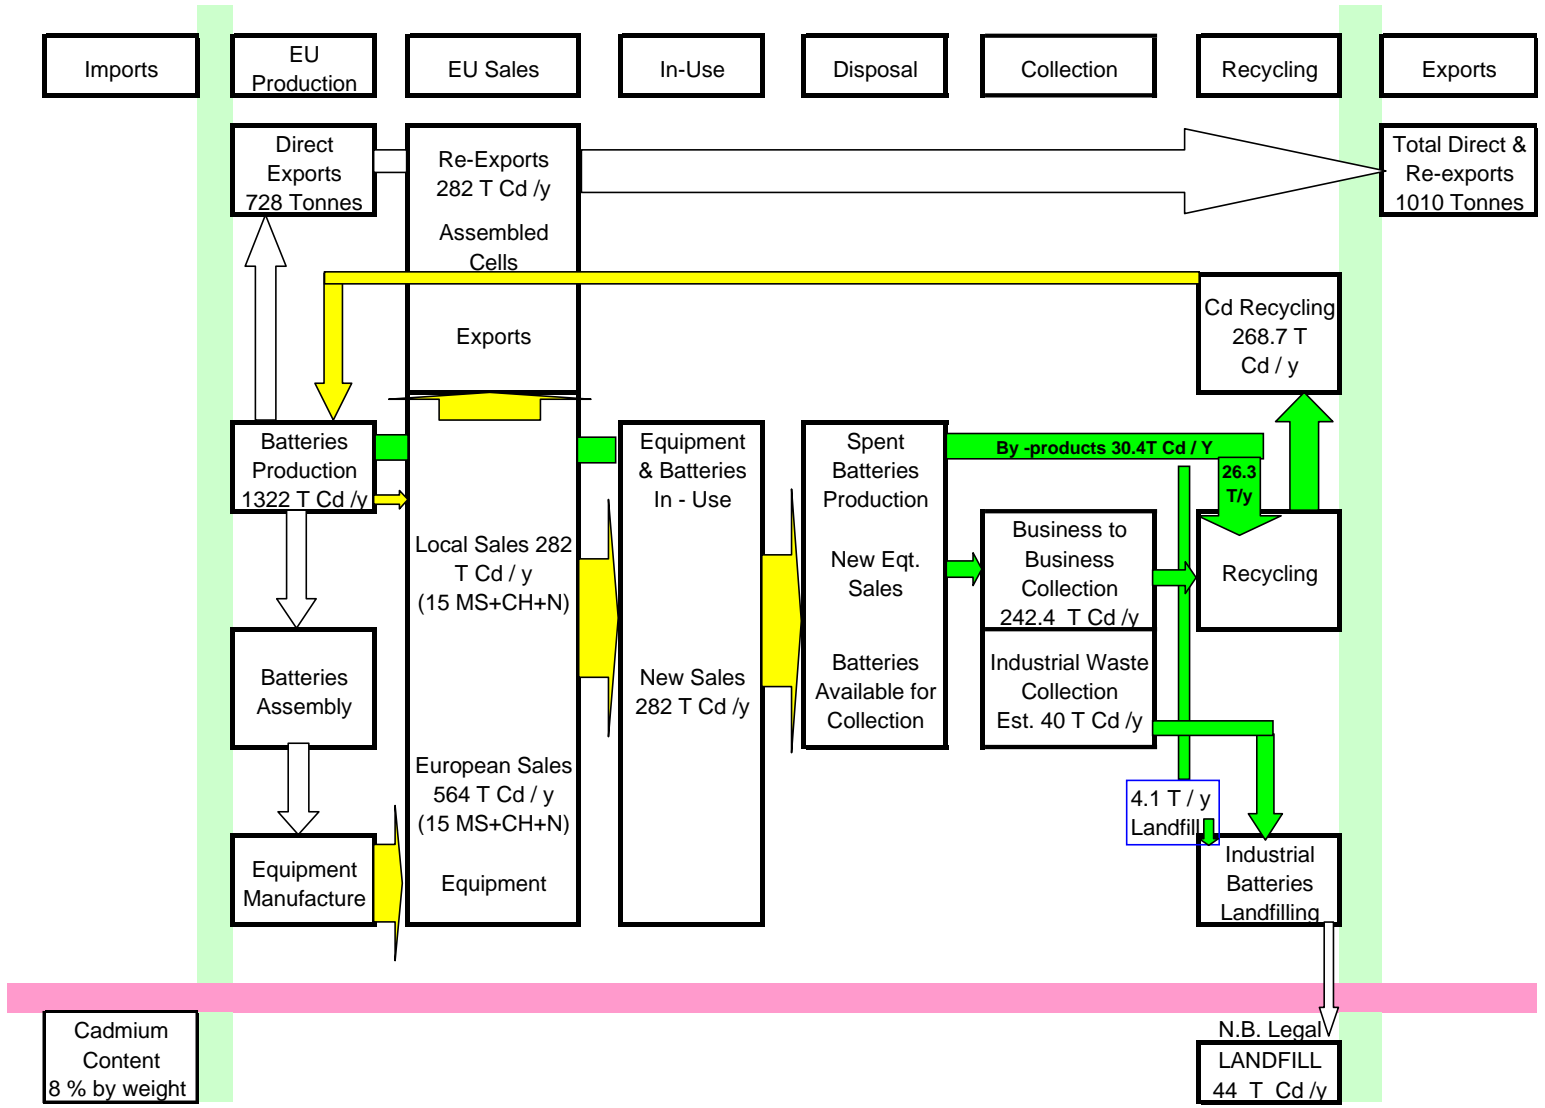 Imports
EU
Production
EU Sales
In-Use
Disposal
Collection
Recycling
Exports
Direct
Exports
728 Tonnes
Re-Exports
282 T Cd /y
Assembled
Cells
Exports
Total Direct &
Re-exports
1010 Tonnes
Cd Recycling
268.7 T
Cd / y
Batteries
Production
1322 T Cd /y
Local Sales 282
T Cd / y
(15 MS+CH+N)
European Sales
564 T Cd / y
(15 MS+CH+N)
Equipment
Equipment
& Batteries
In - Use
New Sales
282 T Cd /y
Spent
Batteries
Production
New Eqt.
Sales
Batteries
Available for
Collection
By -products 30.4T Cd / Y
26.3
T/y
Business to
Business
Collection
242.4 T Cd /y
Industrial Waste
Collection
Est. 40 T Cd /y
Recycling
Batteries
Assembly
Equipment
Manufacture
4.1 T / y
Landfill
Industrial
Batteries
Landfilling
Cadmium
Content
8 % by weight
N.B. Legal
LANDFILL
44 T Cd /y